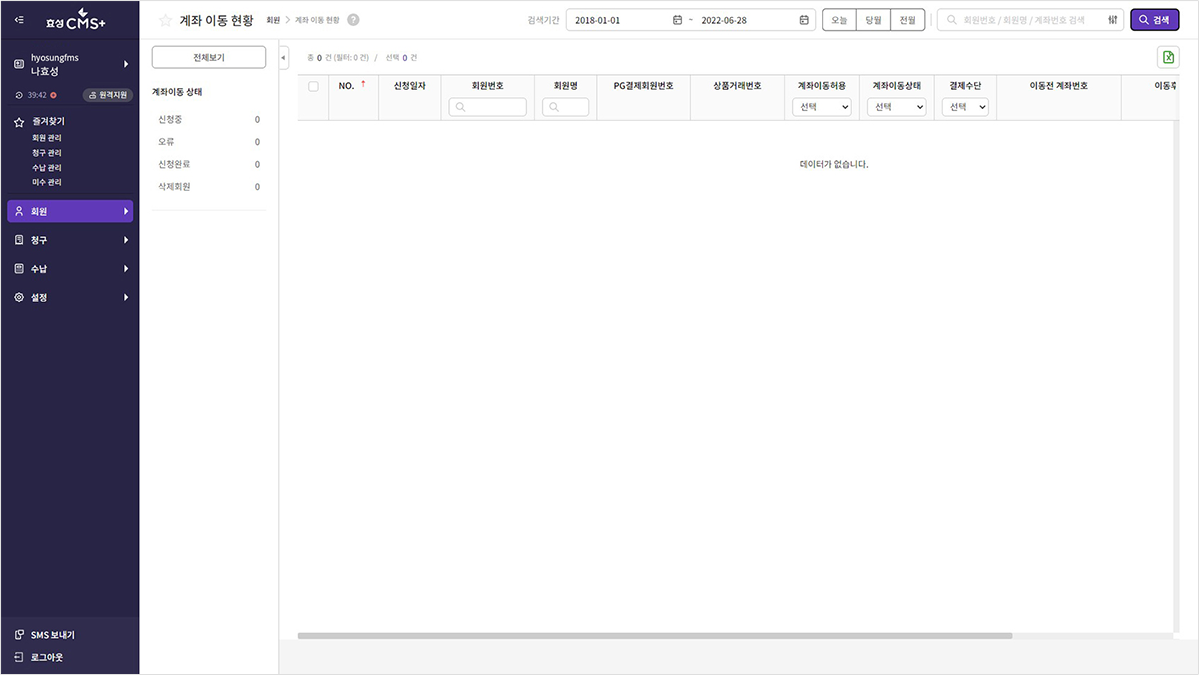 효성 CMS+
hyosungfms
나효성
39:42 원격지원
즐겨찾기
회원 관리
청구 관리
수납 관리
미수 관리
회원
청구
수납
설정
SMS 보내기
로그아웃
계좌 이동 현황 회원 > 계좌 이동 현황 ?
검색기간 2018-01-01 ~ 2022-06-28 오늘 당월 전월 회원번호 / 회원명 / 계좌번호 검색 검색
전체보기
계좌이동 상태
신청중 0
오류 0
신청완료 0
삭제회원 0
총 0 건 (필터: 0 건) / 선택 0 건
NO. 신청일자 회원번호 회원명 PG결제회원번호 상품거래번호 계좌이동허용 계좌이동상태 결제수단 이동전 계좌번호 이동후
선택 선택 선택
데이터가 없습니다.